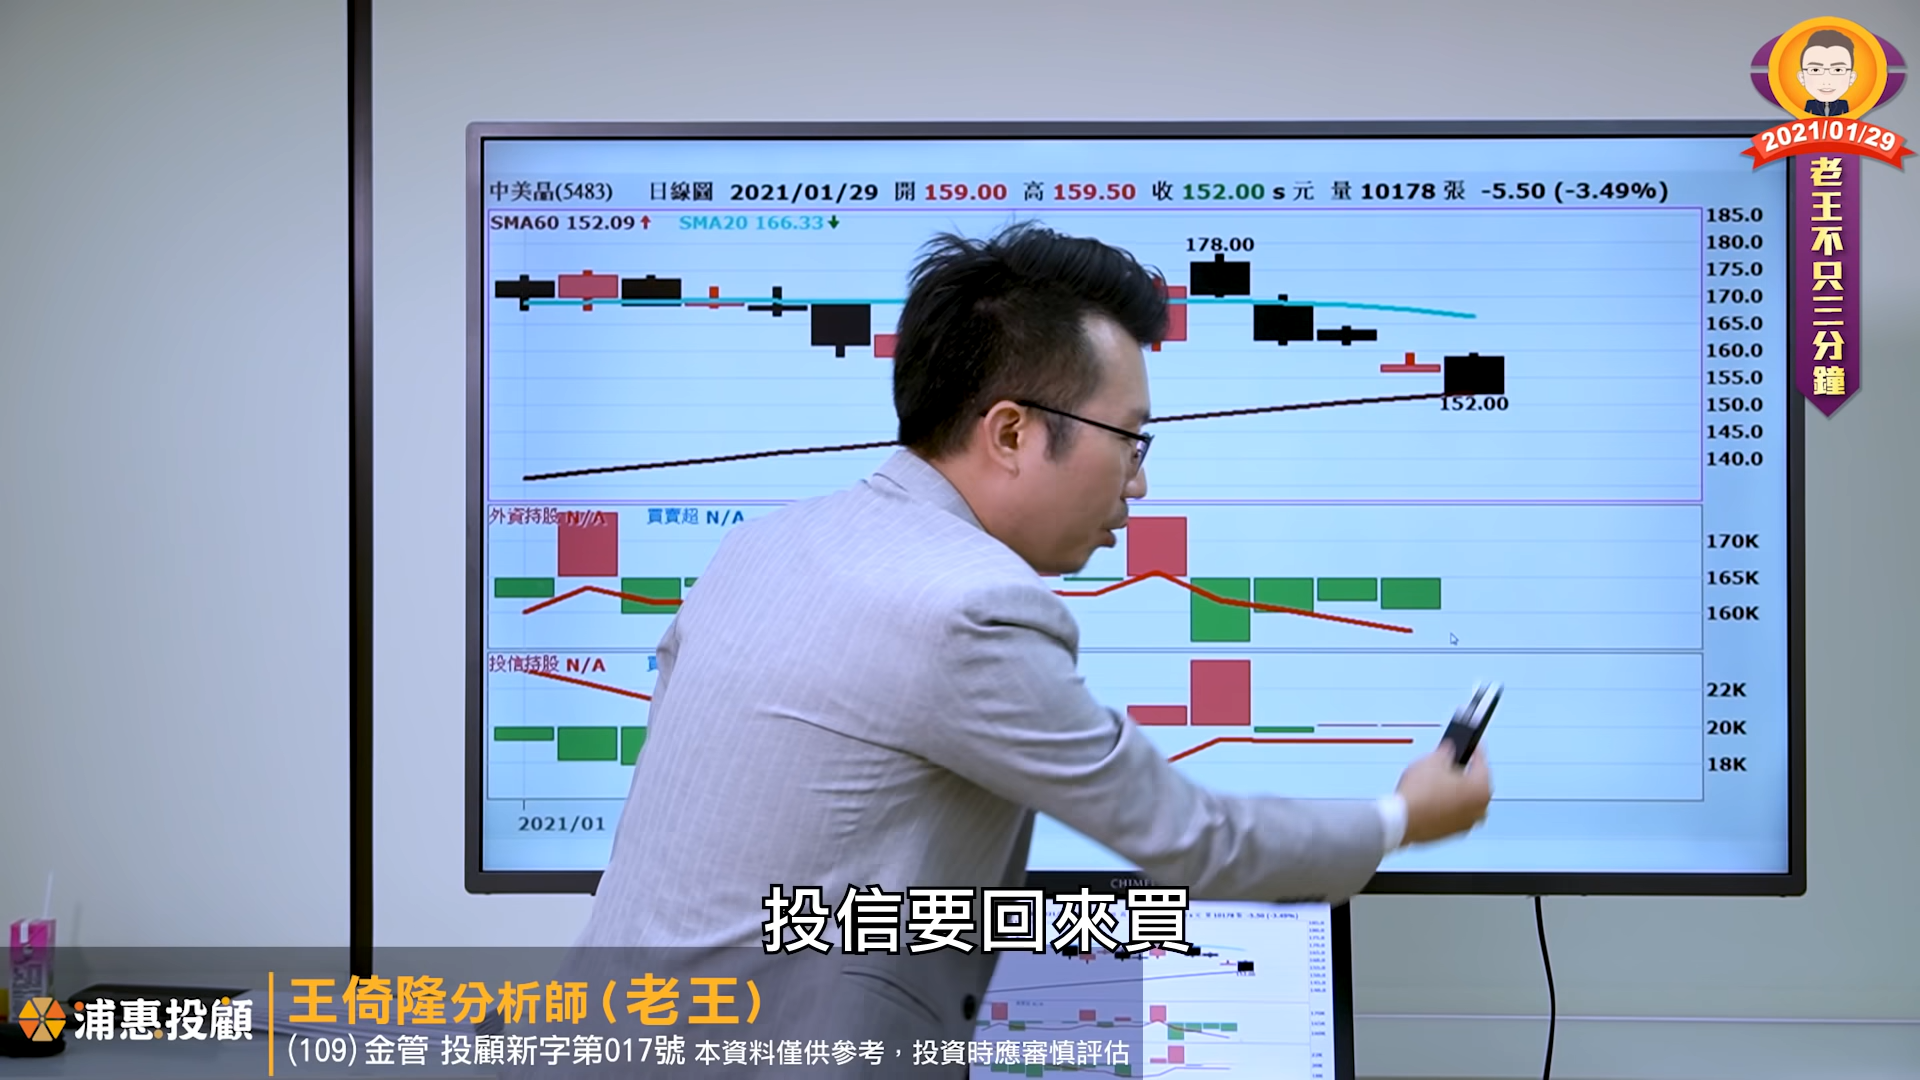 2021/01/29
老王不只三分鐘
中美晶(5483) 日線圖 2021/01/29 開 159.00 高 159.50 收 152.00 s 元 量 10178 張 -5.50 (-3.49%)
SMA60 152.09 SMA20 166.33
185.0
180.0
178.00
175.0
170.0
165.0
160.0
155.0
152.00
150.0
145.0
140.0
外資持股 N/A 買賣超 N/A
170K
165K
160K
投信持股 N/A
22K
20K
18K
2021/01
投信要回來買
浦惠投顧
王倚隆分析師(老王)
(109)金管 投顧新字第017號 本資料僅供參考，投資時應審慎評估